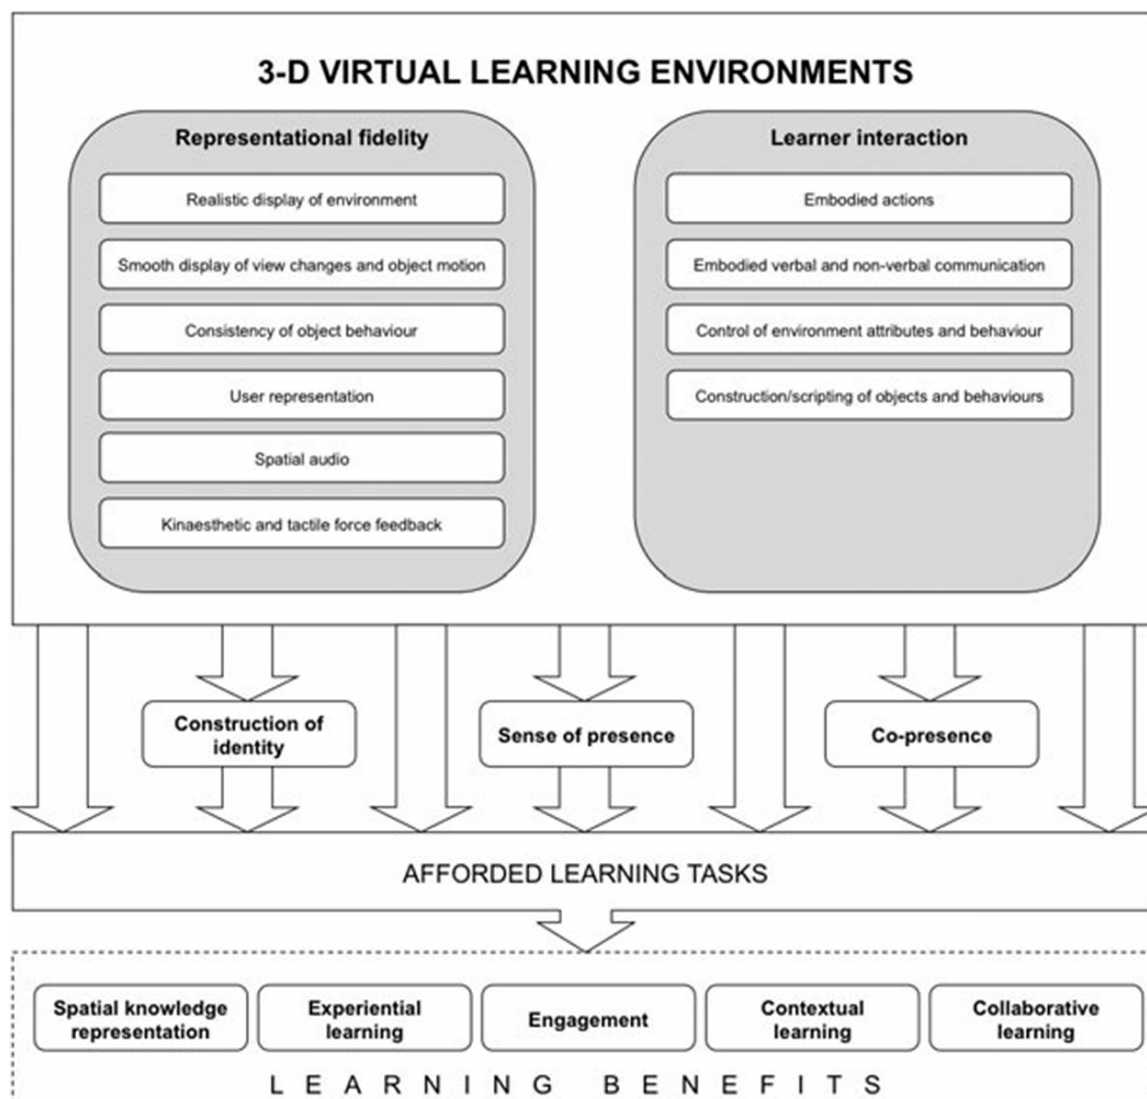 3-D VIRTUAL LEARNING ENVIRONMENTS
Representational fidelity
Realistic display of environment
Smooth display of view changes and object motion
Consistency of object behaviour
User representation
Spatial audio
Kinaesthetic and tactile force feedback
Learner interaction
Embodied actions
Embodied verbal and non-verbal communication
Control of environment attributes and behaviour
Construction/scripting of objects and behaviours
Construction of
identity
Sense of presence
Co-presence
AFFORDED LEARNING TASKS
Spatial knowledge
representation
Experiential
learning
Engagement
Contextual
learning
Collaborative
learning
LEARNING BENEFITS